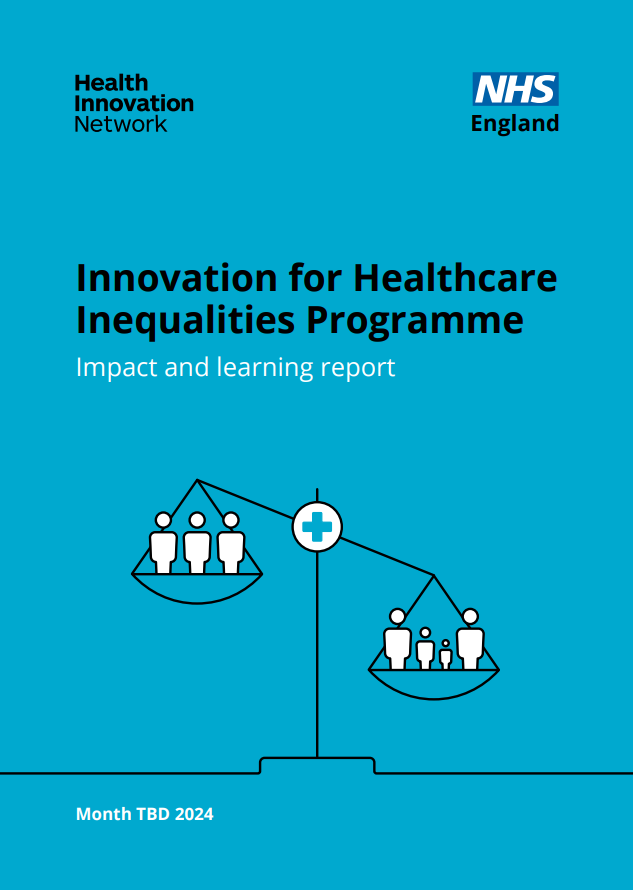 Health
Innovation
Network
NHS
England
Innovation for Healthcare
Inequalities Programme
Impact and learning report
Month TBD 2024